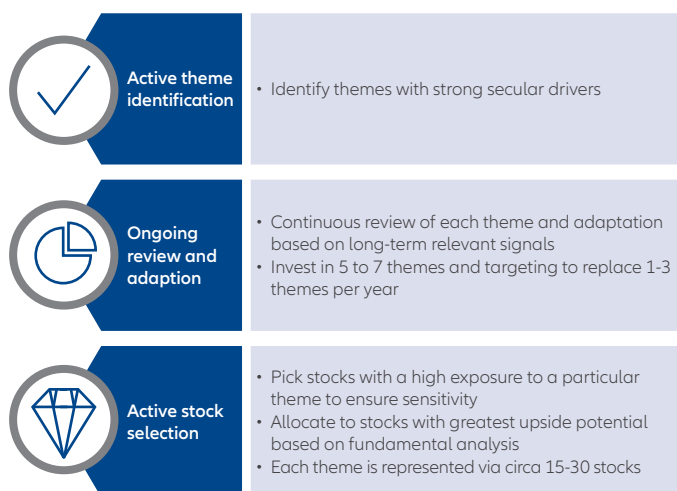 Active theme
identification
• Identify themes with strong secular drivers
Ongoing
review and
adaption
• Continuous review of each theme and adaptation
based on long-term relevant signals
• Invest in 5 to 7 themes and targeting to replace 1-3
themes per year
Active stock
selection
• Pick stocks with a high exposure to a particular
theme to ensure sensitivity
• Allocate to stocks with greatest upside potential
based on fundamental analysis
• Each theme is represented via circa 15-30 stocks